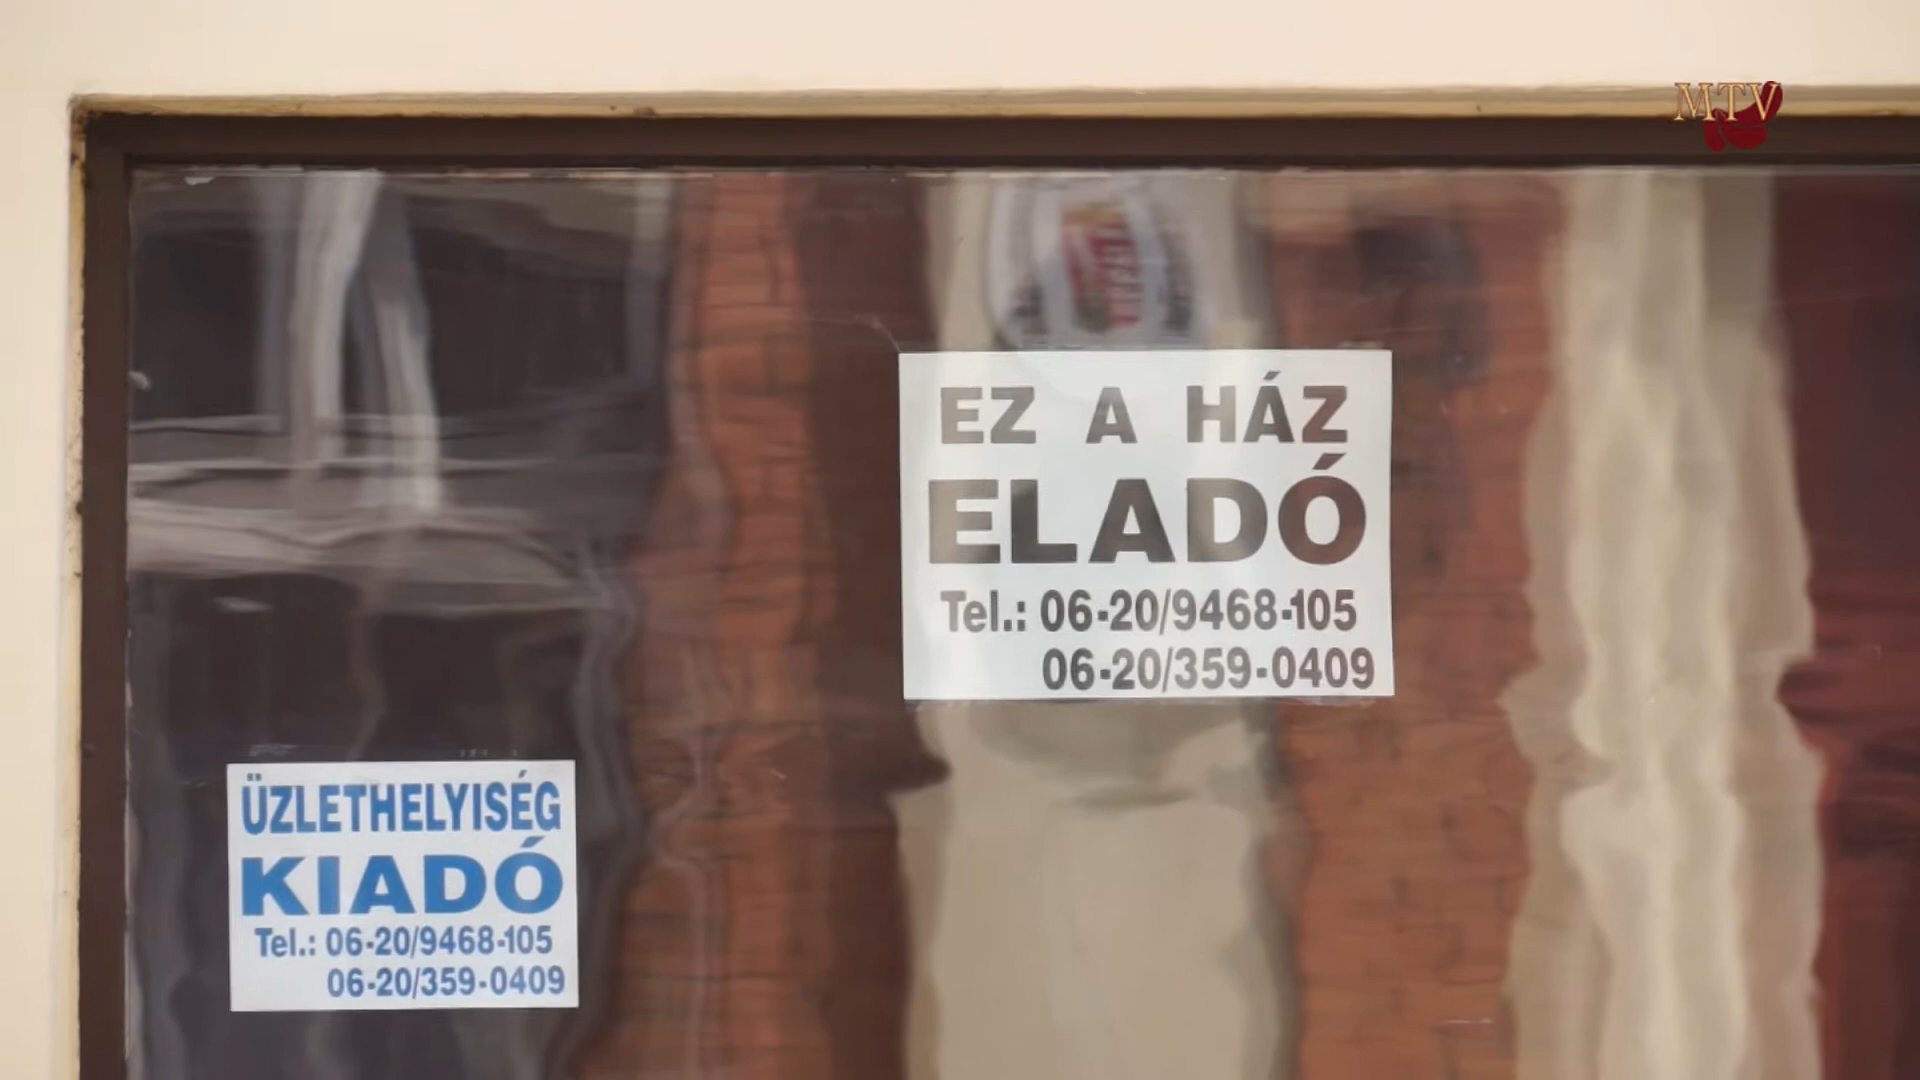 MTV
EZ A HÁZ
ELADÓ
Tel.: 06-20/9468-105
06-20/359-0409
ÜZLETHELYISÉG
KIADÓ
Tel.: 06-20/9468-105
06-20/359-0409